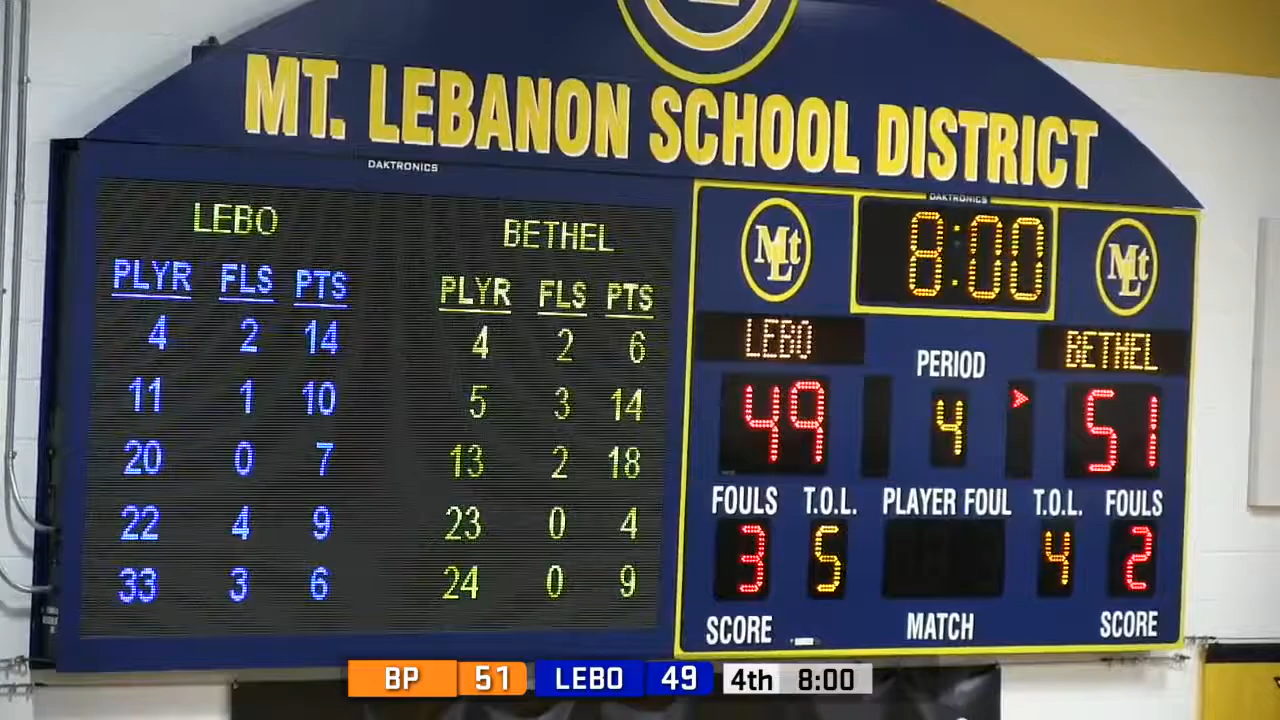 MT. LEBANON SCHOOL DISTRICT
DAKTRONICS
LEBO
PLYR FLS PTS
4 2 14
11 1 10
20 0 7
22 4 9
33 3 6
BETHEL
PLYR FLS PTS
4 2 6
5 3 14
13 2 18
23 0 4
24 0 9
DAKTRONICS
MtL 8:00 MtL
LEBO PERIOD BETHEL
49 4 51
FOULS T.O.L. PLAYER FOUL T.O.L. FOULS
3 5 4 2
SCORE MATCH SCORE
BP 51 LEBO 49 4th 8:00